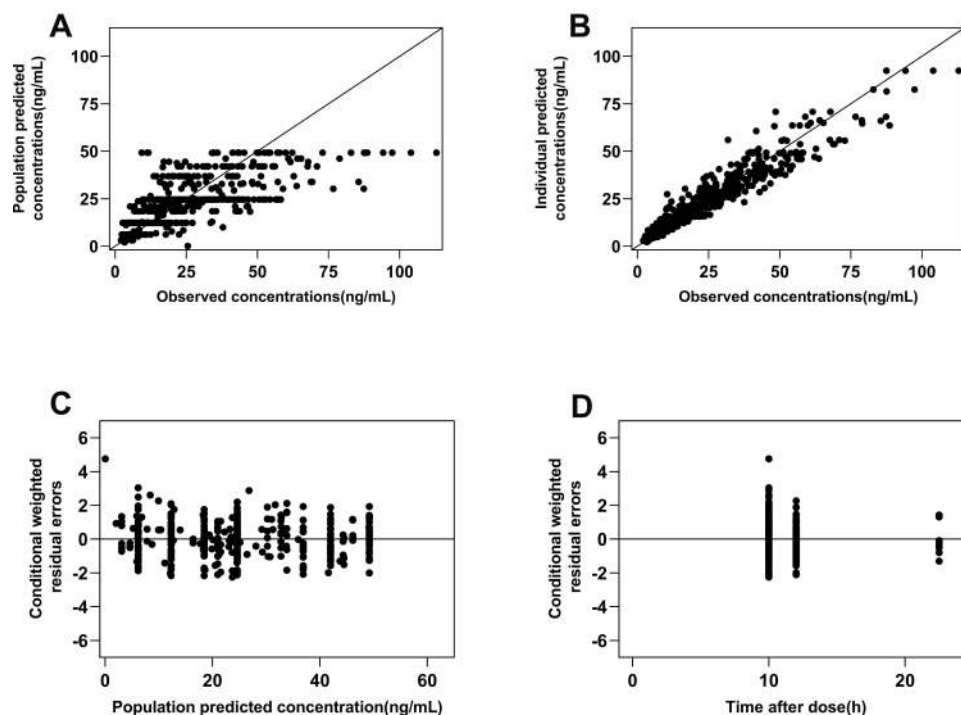 A
Population predicted
concentrations(ng/mL)
100
75
50
25
0
0 25 50 75 100
Observed concentrations(ng/mL)
B
Individual predicted
concentrations(ng/mL)
100
75
50
25
0
0 25 50 75 100
Observed concentrations(ng/mL)
C
Conditional weighted
residual errors
6
4
2
0
-2
-4
-6
0 20 40 60
Population predicted concentration(ng/mL)
D
Conditional weighted
residual errors
6
4
2
0
-2
-4
-6
0 10 20
Time after dose(h)